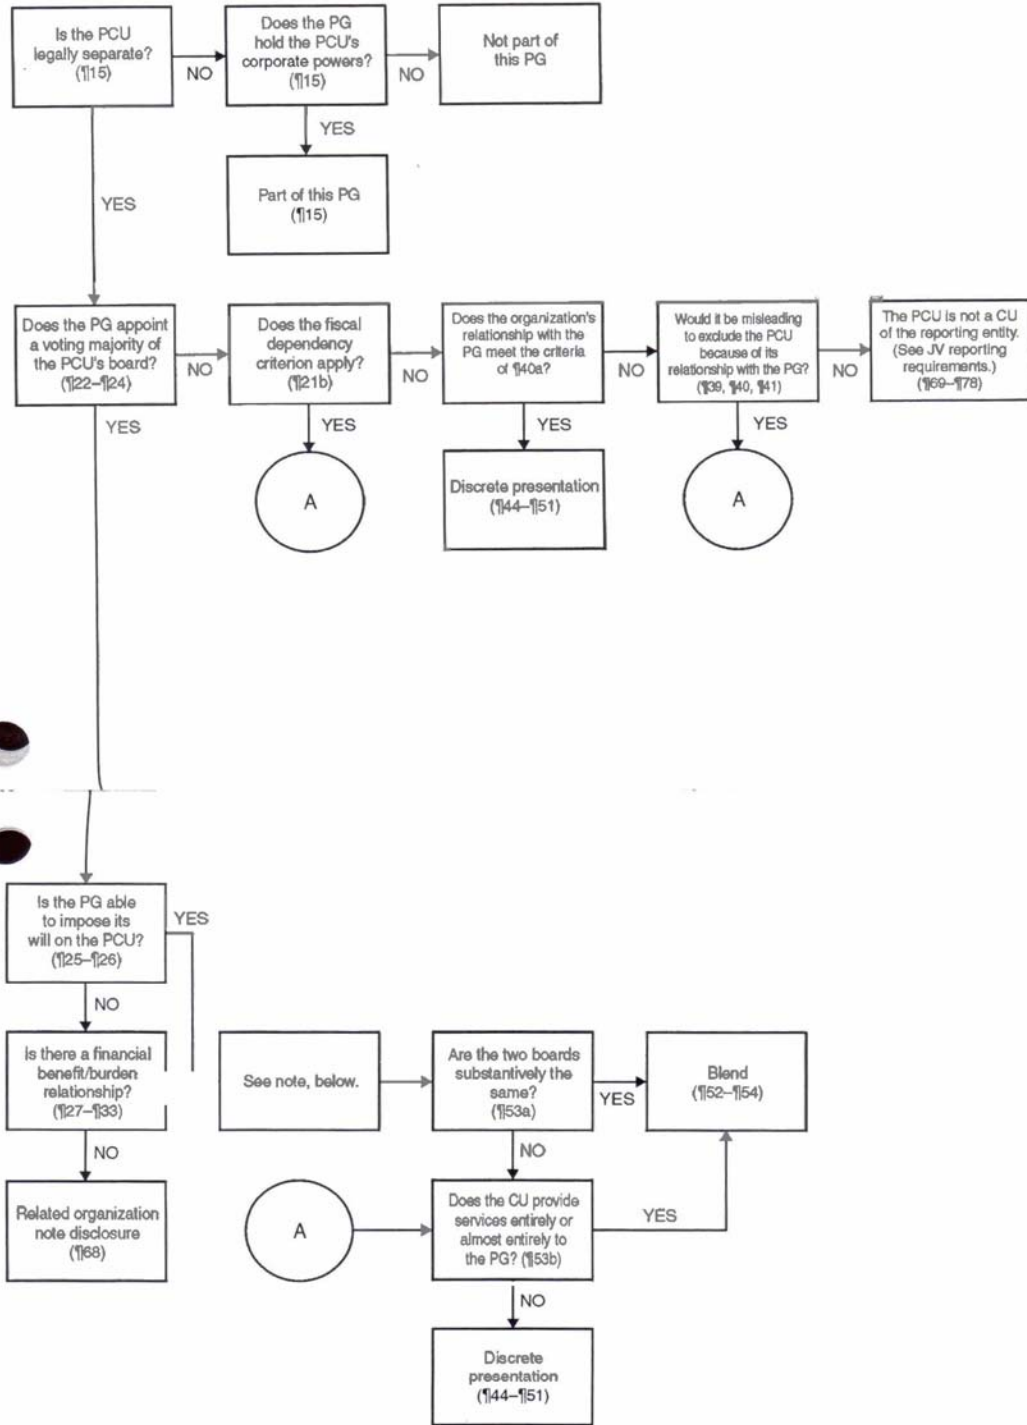 Is the PCU
legally separate?
(¶15)
NO
Does the PG
hold the PCU's
corporate powers?
(¶15)
NO
Not part of
this PG
YES
Part of this PG
(¶15)
YES
Does the PG appoint
a voting majority of
the PCU's board?
(¶22–¶24)
NO
Does the fiscal
dependency
criterion apply?
(¶21b)
NO
Does the organization's
relationship with the
PG meet the criteria
of ¶40a?
NO
Would it be misleading
to exclude the PCU
because of its
relationship with the PG?
(¶39, ¶40, ¶41)
NO
The PCU is not a CU
of the reporting entity.
(See JV reporting
requirements.)
(¶69–¶78)
YES
YES
A
YES
Discrete presentation
(¶44–¶51)
YES
A
Is the PG able
to impose its
will on the PCU?
(¶25–¶26)
YES
NO
Is there a financial
benefit/burden
relationship?
(¶27–¶33)
NO
Related organization
note disclosure
(¶68)
See note, below.
Are the two boards
substantively the
same?
(¶53a)
YES
Blend
(¶52–¶54)
NO
A
Does the CU provide
services entirely or
almost entirely to
the PG? (¶53b)
YES
NO
Discrete
presentation
(¶44–¶51)